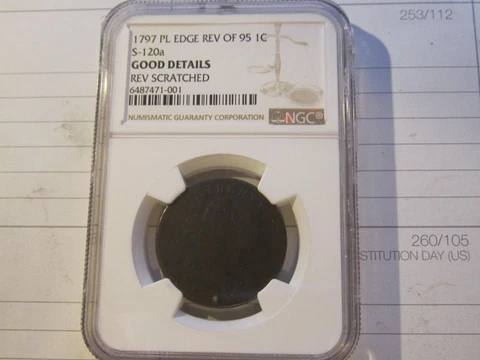 253/112
1797 PL EDGE REV OF 95 1C
S-120a
GOOD DETAILS
REV SCRATCHED
6487471-001
NUMISMATIC GUARANTY CORPORATION
NGC®
260/105
STITUTION DAY (US)